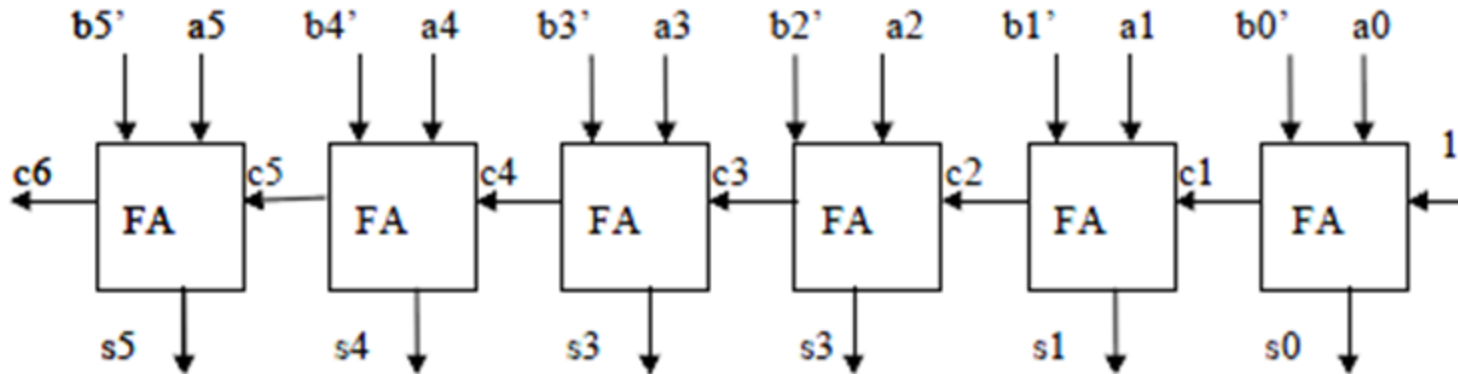 b5’ a5 b4’ a4 b3’ a3 b2’ a2 b1’ a1 b0’ a0
c6 c5 c4 c3 c2 c1 1
FA FA FA FA FA FA
s5 s4 s3 s3 s1 s0